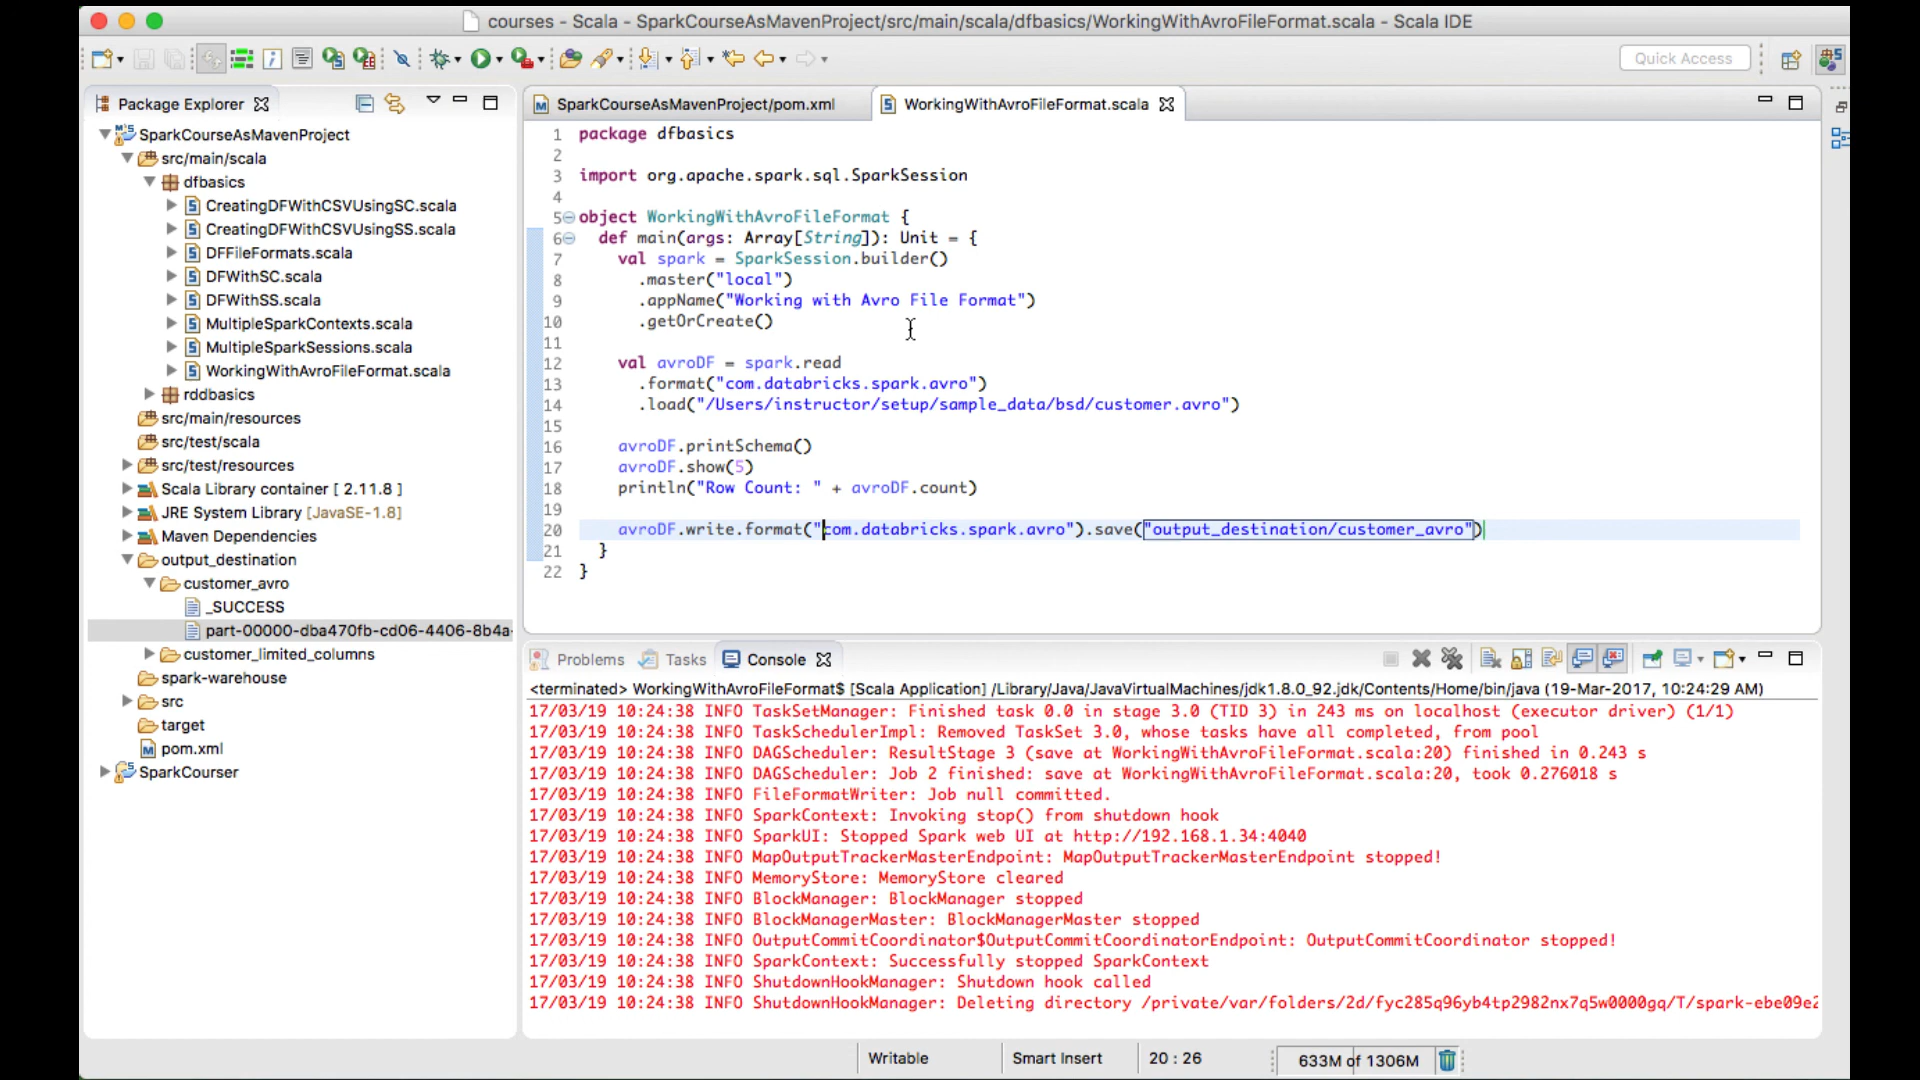 courses - Scala - SparkCourseAsMavenProject/src/main/scala/dfbasics/WorkingWithAvroFileFormat.scala - Scala IDE
Quick Access
Package Explorer
SparkCourseAsMavenProject
src/main/scala
dfbasics
CreatingDFWithCSVUsingSC.scala
CreatingDFWithCSVUsingSS.scala
DFFileFormats.scala
DFWithSC.scala
DFWithSS.scala
MultipleSparkContexts.scala
MultipleSparkSessions.scala
WorkingWithAvroFileFormat.scala
rddbasics
src/main/resources
src/test/scala
src/test/resources
Scala Library container [ 2.11.8 ]
JRE System Library [JavaSE-1.8]
Maven Dependencies
output_destination
customer_avro
_SUCCESS
part-00000-dba470fb-cd06-4406-8b4a-
customer_limited_columns
spark-warehouse
src
target
pom.xml
SparkCourser
SparkCourseAsMavenProject/pom.xml
WorkingWithAvroFileFormat.scala
1 package dfbasics
2
3 import org.apache.spark.sql.SparkSession
4
5 object WorkingWithAvroFileFormat {
6 def main(args: Array[String]): Unit = {
7 val spark = SparkSession.builder()
8 .master("local")
9 .appName("Working with Avro File Format")
10 .getOrCreate()
11
12 val avroDF = spark.read
13 .format("com.databricks.spark.avro")
14 .load("/Users/instructor/setup/sample_data/bsd/customer.avro")
15
16 avroDF.printSchema()
17 avroDF.show(5)
18 println("Row Count: " + avroDF.count)
19
20 avroDF.write.format("com.databricks.spark.avro").save("output_destination/customer_avro")
21 }
22 }
Problems Tasks Console
<terminated> WorkingWithAvroFileFormat$ [Scala Application] /Library/Java/JavaVirtualMachines/jdk1.8.0_92.jdk/Contents/Home/bin/java (19-Mar-2017, 10:24:29 AM)
17/03/19 10:24:38 INFO TaskSetManager: Finished task 0.0 in stage 3.0 (TID 3) in 243 ms on localhost (executor driver) (1/1)
17/03/19 10:24:38 INFO TaskSchedulerImpl: Removed TaskSet 3.0, whose tasks have all completed, from pool
17/03/19 10:24:38 INFO DAGScheduler: ResultStage 3 (save at WorkingWithAvroFileFormat.scala:20) finished in 0.243 s
17/03/19 10:24:38 INFO DAGScheduler: Job 2 finished: save at WorkingWithAvroFileFormat.scala:20, took 0.276018 s
17/03/19 10:24:38 INFO FileFormatWriter: Job null committed.
17/03/19 10:24:38 INFO SparkContext: Invoking stop() from shutdown hook
17/03/19 10:24:38 INFO SparkUI: Stopped Spark web UI at http://192.168.1.34:4040
17/03/19 10:24:38 INFO MapOutputTrackerMasterEndpoint: MapOutputTrackerMasterEndpoint stopped!
17/03/19 10:24:38 INFO MemoryStore: MemoryStore cleared
17/03/19 10:24:38 INFO BlockManager: BlockManager stopped
17/03/19 10:24:38 INFO BlockManagerMaster: BlockManagerMaster stopped
17/03/19 10:24:38 INFO OutputCommitCoordinator$OutputCommitCoordinatorEndpoint: OutputCommitCoordinator stopped!
17/03/19 10:24:38 INFO SparkContext: Successfully stopped SparkContext
17/03/19 10:24:38 INFO ShutdownHookManager: Shutdown hook called
17/03/19 10:24:38 INFO ShutdownHookManager: Deleting directory /private/var/folders/2d/fyc285q96yb4tp2982nx7q5w0000gq/T/spark-ebe09e2
Writable Smart Insert 20 : 26 633M of 1306M